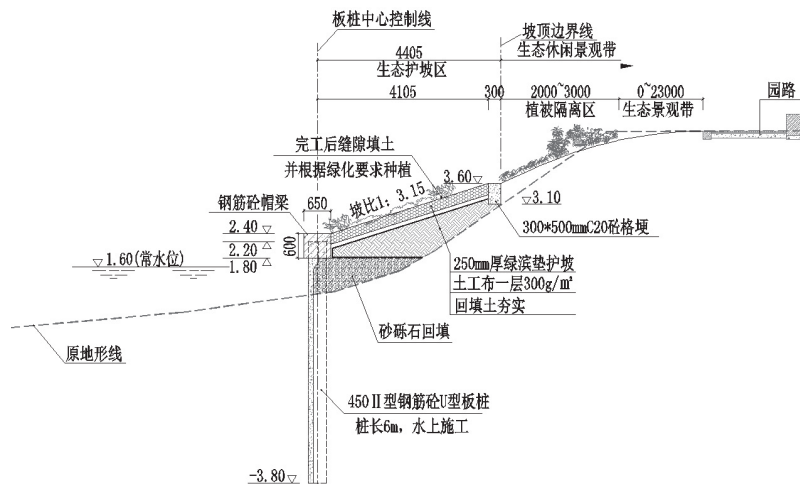 板桩中心控制线
坡顶边界线
4405
生态休闲景观带
生态护坡区
4105
300
2000~3000
0~23000
园路
植被隔离区
生态景观带
完工后缝隙填土
并根据绿化要求种植
3.60
坡比1：3.15
3.10
钢筋砼帽梁
650
300*500mmC20砼格埂
2.40
600
2.20
1.60(常水位)
1.80
250mm厚绿滨垫护坡
土工布一层300g/m²
回填土夯实
砂砾石回填
原地形线
450Ⅱ型钢筋砼U型板桩
桩长6m，水上施工
-3.80